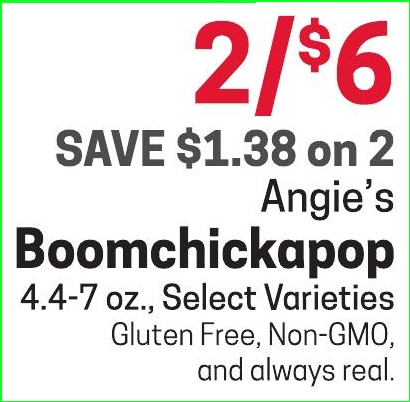 2/$6
SAVE $1.38 on 2
Angie's
Boomchickapop
4.4-7 oz., Select Varieties
Gluten Free, Non-GMO,
and always real.